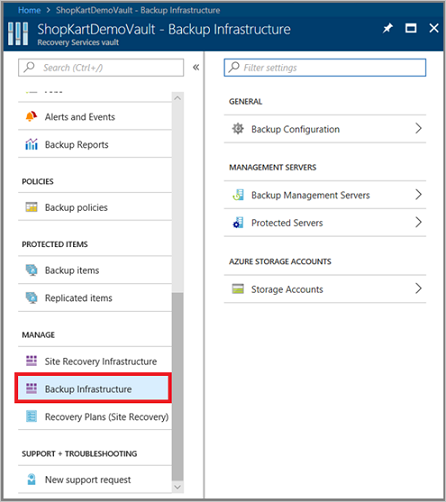 Home > ShopKartDemoVault - Backup Infrastructure
ShopKartDemoVault - Backup Infrastructure
Recovery Services vault
Search (Ctrl+/)
Alerts and Events
Backup Reports
POLICIES
Backup policies
PROTECTED ITEMS
Backup items
Replicated items
MANAGE
Site Recovery Infrastructure
Backup Infrastructure
Recovery Plans (Site Recovery)
SUPPORT + TROUBLESHOOTING
New support request
Filter settings
GENERAL
Backup Configuration
MANAGEMENT SERVERS
Backup Management Servers
Protected Servers
AZURE STORAGE ACCOUNTS
Storage Accounts